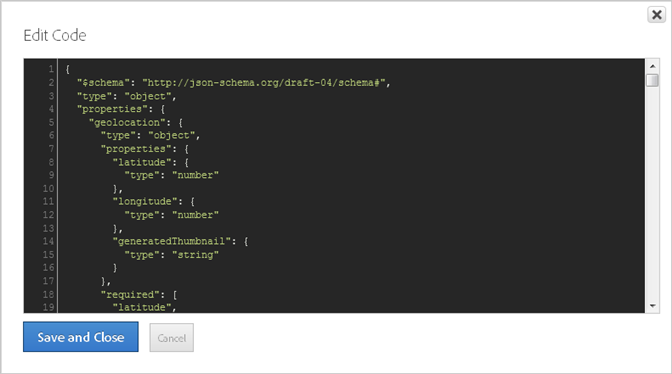 Edit Code
1 {
2   "$schema": "http://json-schema.org/draft-04/schema#",
3   "type": "object",
4   "properties": {
5     "geolocation": {
6       "type": "object",
7       "properties": {
8         "latitude": {
9           "type": "number"
10         },
11         "longitude": {
12           "type": "number"
13         },
14         "generatedThumbnail": {
15           "type": "string"
16         }
17       },
18       "required": [
19         "latitude",
Save and Close Cancel